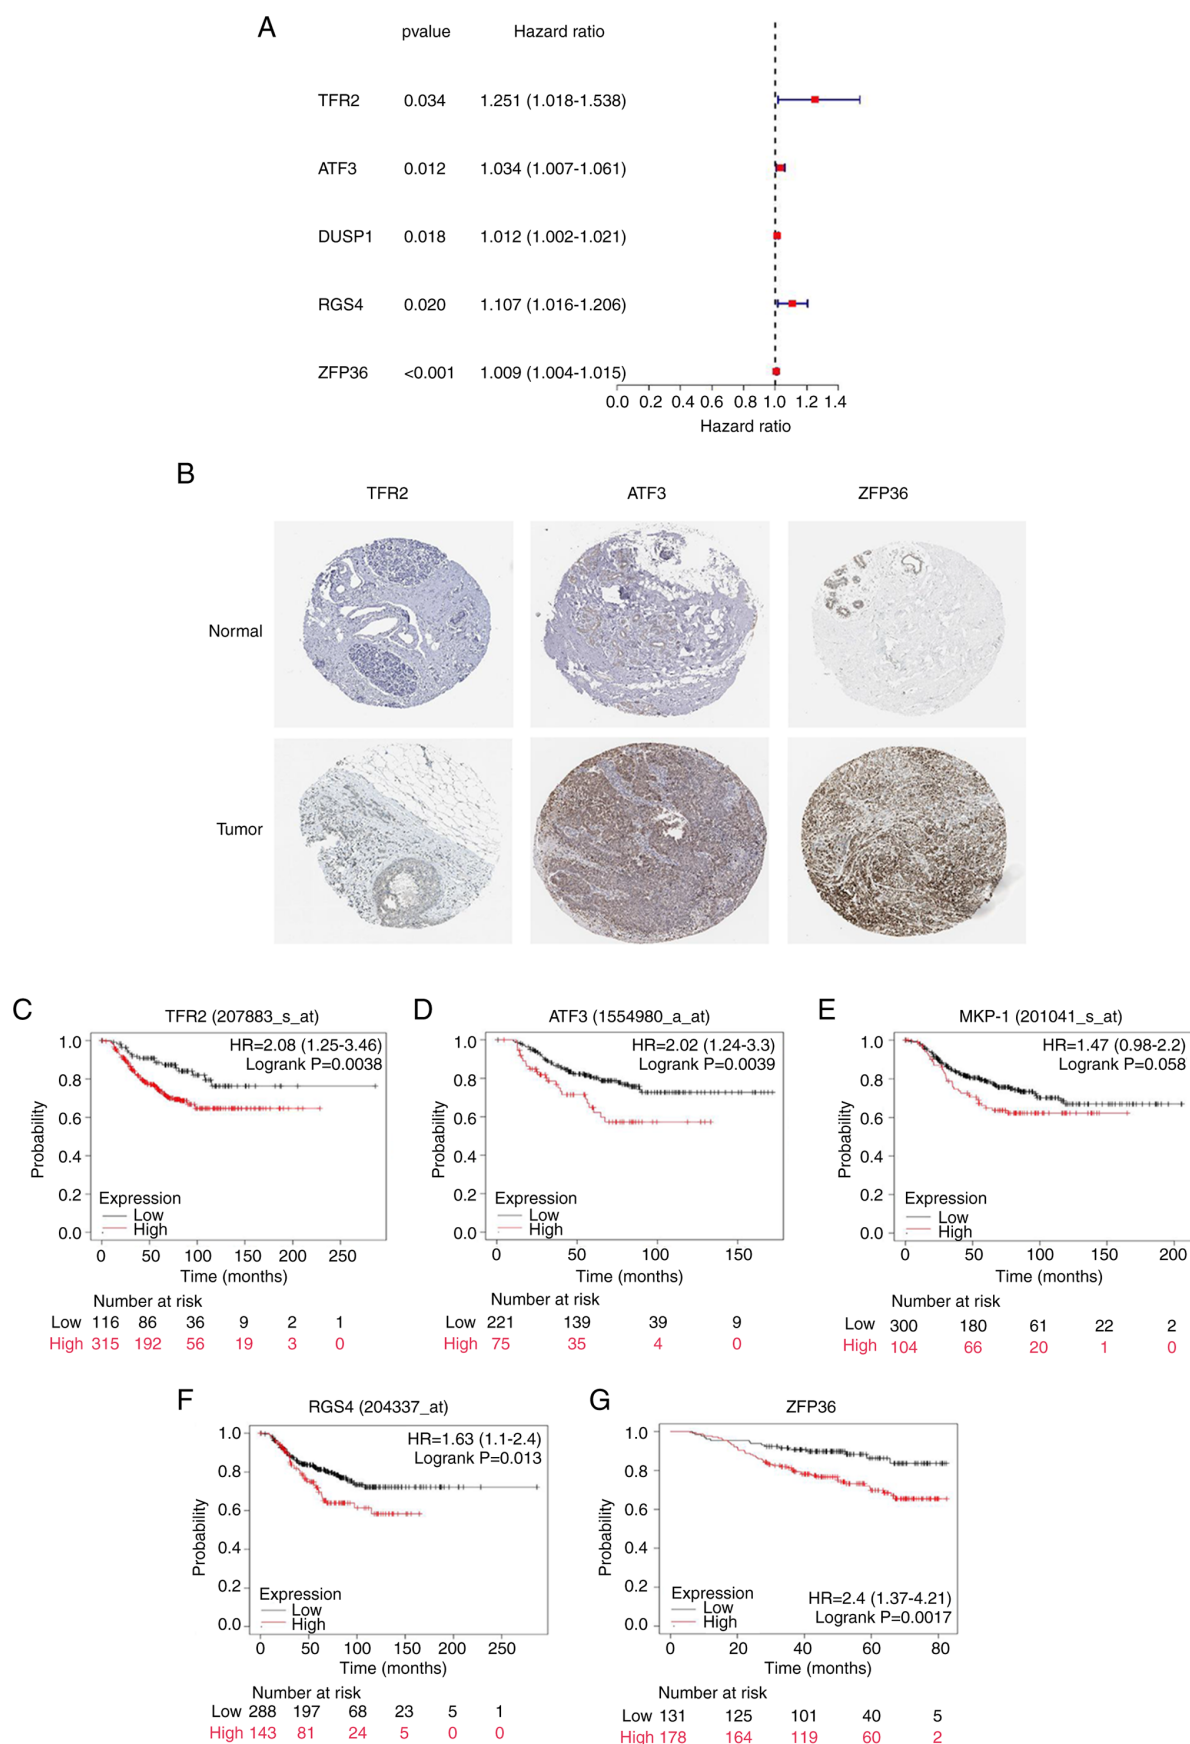 A
pvalue Hazard ratio
TFR2 0.034 1.251 (1.018-1.538)
ATF3 0.012 1.034 (1.007-1.061)
DUSP1 0.018 1.012 (1.002-1.021)
RGS4 0.020 1.107 (1.016-1.206)
ZFP36 <0.001 1.009 (1.004-1.015)
0.0 0.2 0.4 0.6 0.8 1.0 1.2 1.4
Hazard ratio
B
TFR2 ATF3 ZFP36
Normal
Tumor
C
TFR2 (207883_s_at)
HR=2.08 (1.25-3.46)
Logrank P=0.0038
Probability
1.0
0.8
0.6
0.4
0.2
0.0
Expression
Low
High
0 50 100 150 200 250
Time (months)
Number at risk
Low 116 86 36 9 2 1
High 315 192 56 19 3 0
D
ATF3 (1554980_a_at)
HR=2.02 (1.24-3.3)
Logrank P=0.0039
Probability
1.0
0.8
0.6
0.4
0.2
0.0
Expression
Low
High
0 50 100 150
Time (months)
Number at risk
Low 221 139 39 9
High 75 35 4 0
E
MKP-1 (201041_s_at)
HR=1.47 (0.98-2.2)
Logrank P=0.058
Probability
1.0
0.8
0.6
0.4
0.2
0.0
Expression
Low
High
0 50 100 150 200
Time (months)
Number at risk
Low 300 180 61 22 2
High 104 66 20 1 0
F
RGS4 (204337_at)
HR=1.63 (1.1-2.4)
Logrank P=0.013
Probability
1.0
0.8
0.6
0.4
0.2
0.0
Expression
Low
High
0 50 100 150 200 250
Time (months)
Number at risk
Low 288 197 68 23 5 1
High 143 81 24 5 0 0
G
ZFP36
Probability
1.0
0.8
0.6
0.4
0.2
0.0
Expression
Low
High
HR=2.4 (1.37-4.21)
Logrank P=0.0017
0 20 40 60 80
Time (months)
Number at risk
Low 131 125 101 40 5
High 178 164 119 60 2